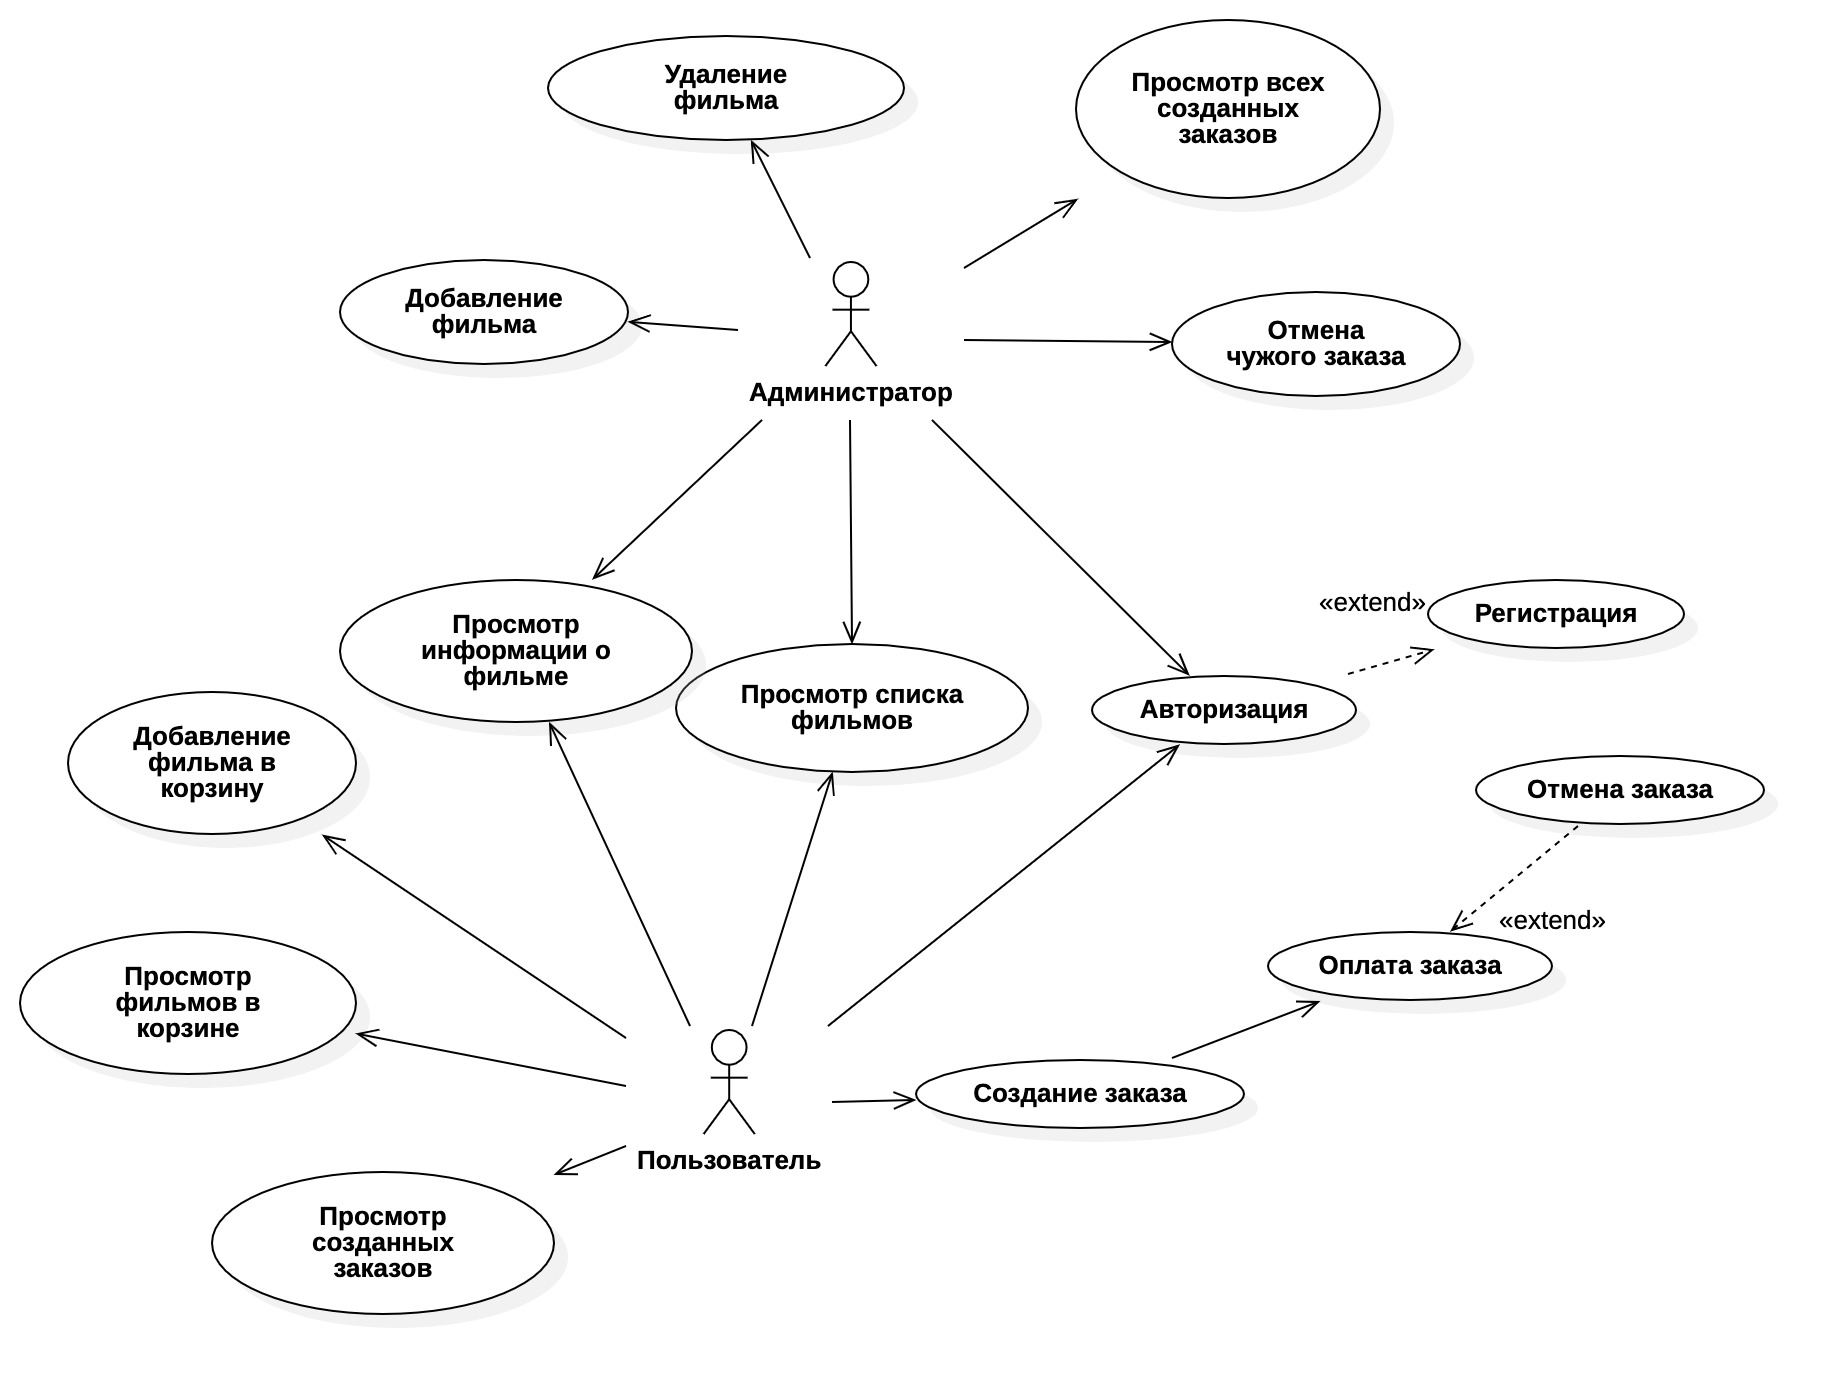 Удаление
фильма
Просмотр всех
созданных
заказов
Добавление
фильма
Отмена
чужого заказа
Администратор
Просмотр
информации о
фильме
Просмотр списка
фильмов
«extend»
Регистрация
Авторизация
Добавление
фильма в
корзину
Отмена заказа
«extend»
Оплата заказа
Просмотр
фильмов в
корзине
Создание заказа
Пользователь
Просмотр
созданных
заказов